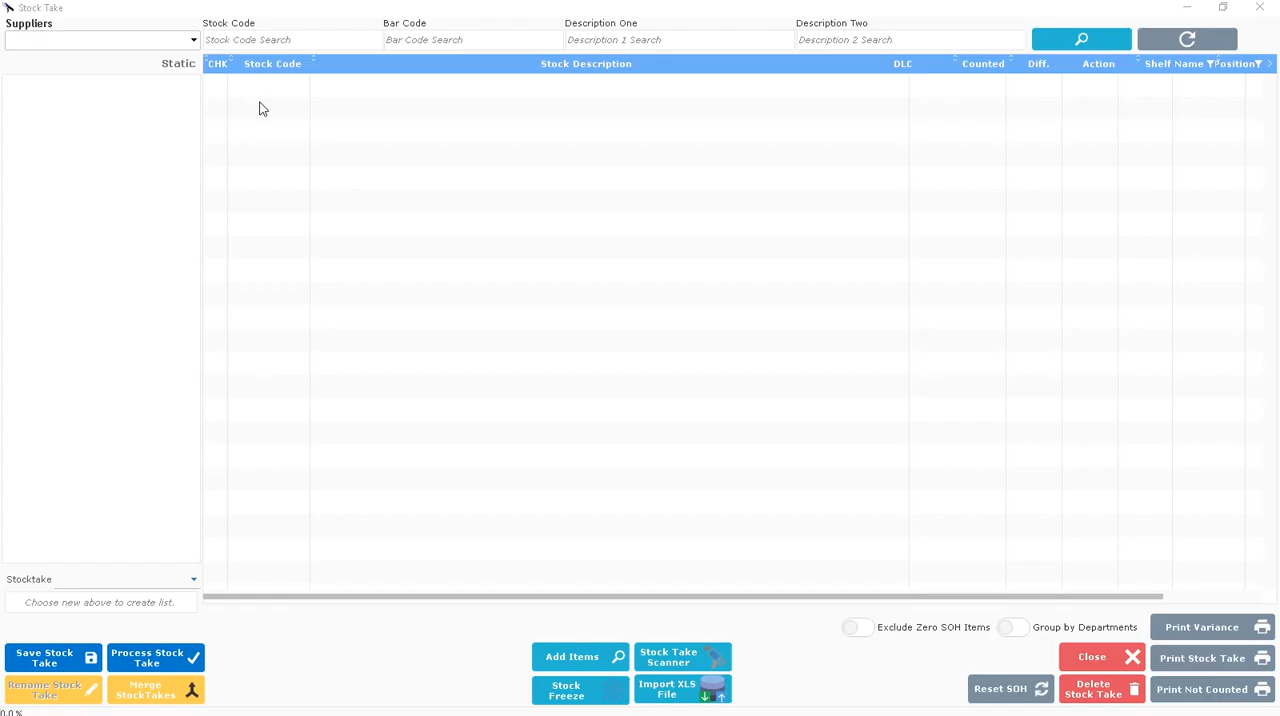 Stock Take
Suppliers
Stock Code
Bar Code
Description One
Description Two
Stock Code Search
Bar Code Search
Description 1 Search
Description 2 Search
Static
CHK Stock Code Stock Description DLC Counted Diff. Action Shelf Name Position
Stocktake
Choose new above to create list.
Exclude Zero SOH Items
Group by Departments
Print Variance
Save Stock
Take
Process Stock
Take
Add Items
Stock Take
Scanner
Close
Print Stock Take
Rename Stock
Take
Merge
StockTakes
Stock
Freeze
Import XLS
File
Reset SOH
Delete
Stock Take
Print Not Counted
0.0 %